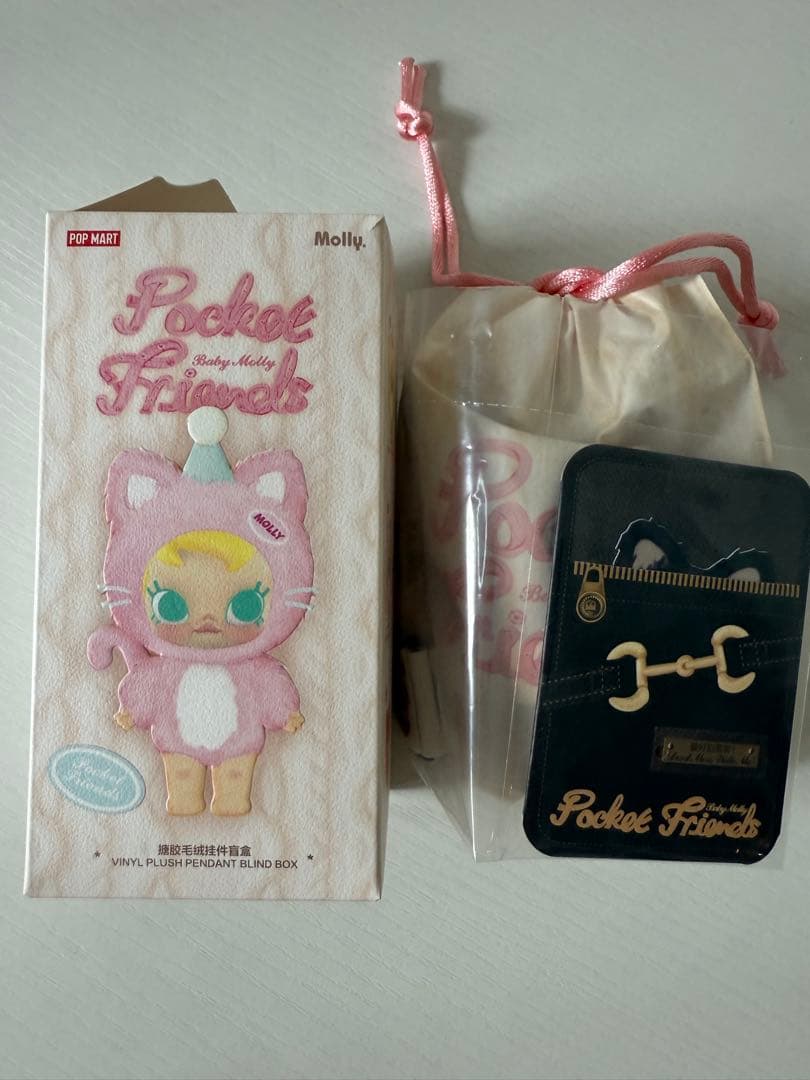 POP MART
Molly.
Pocket
Baby Molly
Friends
MOLLY
Pocket
Friends
搪胶毛绒挂件盲盒
* VINYL PLUSH PENDANT BLIND BOX *
Baby Molly
Pocket Friends